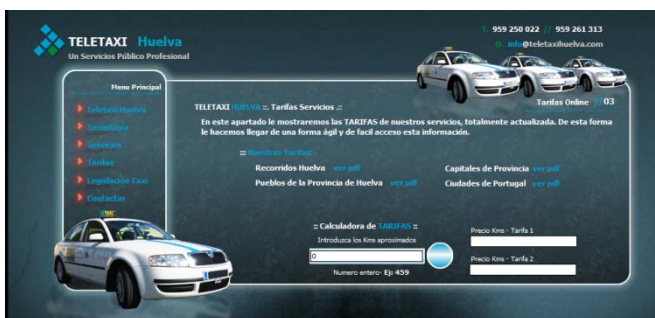 T. 959 250 022 // 959 261 313
@. info@teletaxihuelva.com
TELETAXI Huelva
Un Servicios Público Profesional
Menu Principal
Teletaxi Huelva
Tecnología
Servicios
Tarifas
Legislación Taxi
Contactar
Tarifas Online //03
TELETAXI HUELVA ::. Tarifas Servicios .::
En este apartado le mostraremos las TARIFAS de nuestros servicios, totalmente actualizada. De esta forma
le hacemos llegar de una forma ágil y de facil acceso esta información.
:: Nuestras Tarifas:
Recorridos Huelva ver pdf
Capitales de Provincia ver pdf
Pueblos de la Provincia de Huelva ver pdf
Ciudades de Portugal ver pdf
:: Calculadora de TARIFAS ::
Introduzca los Kms aproximados
0
Numero entero- Ej: 459
Precio Kms - Tarifa 1
Precio Kms - Tarifa 2